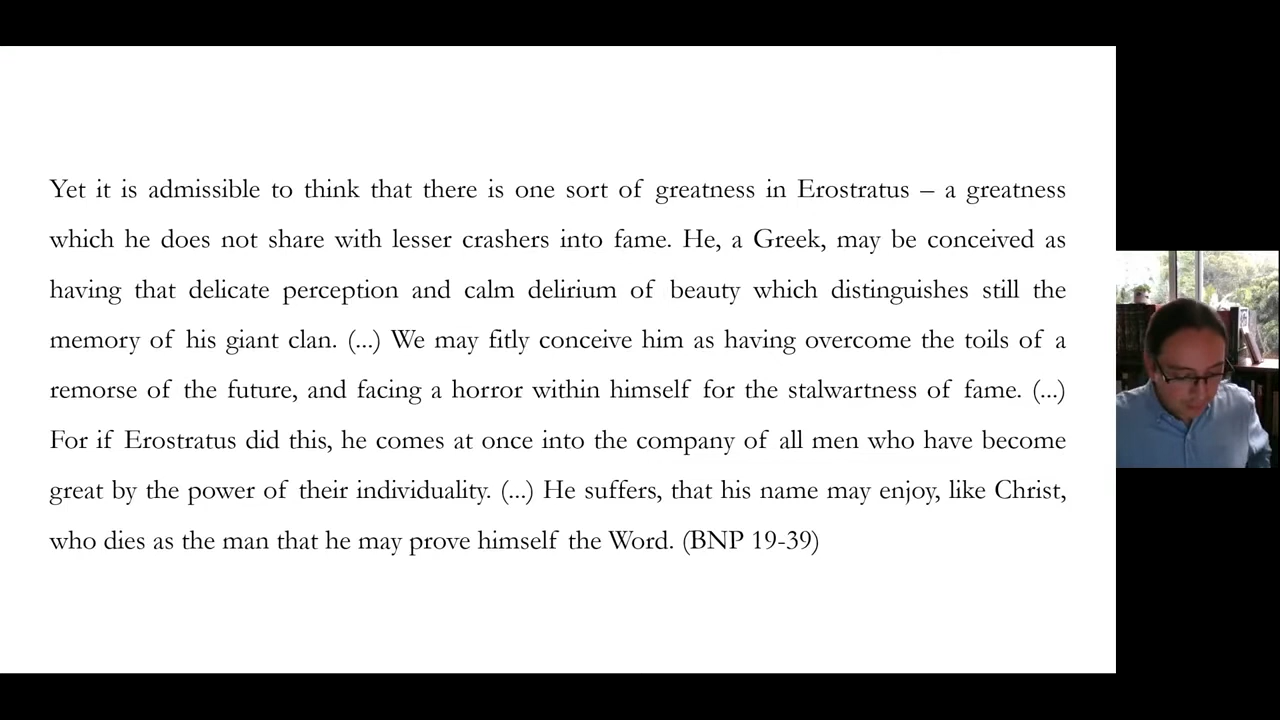 Yet it is admissible to think that there is one sort of greatness in Erostratus – a greatness
which he does not share with lesser crashers into fame. He, a Greek, may be conceived as
having that delicate perception and calm delirium of beauty which distinguishes still the
memory of his giant clan. (...) We may fitly conceive him as having overcome the toils of a
remorse of the future, and facing a horror within himself for the stalwartness of fame. (...)
For if Erostratus did this, he comes at once into the company of all men who have become
great by the power of their individuality. (...) He suffers, that his name may enjoy, like Christ,
who dies as the man that he may prove himself the Word. (BNP 19-39)